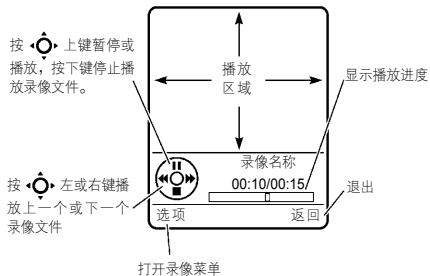 按 上键暂停或
播放，按下键停止播
放录像文件。
播放
区域
显示播放进度
录像名称
00:10/00:15
按 左或右键播
放上一个或下一个
录像文件
选项
返回
退出
打开录像菜单